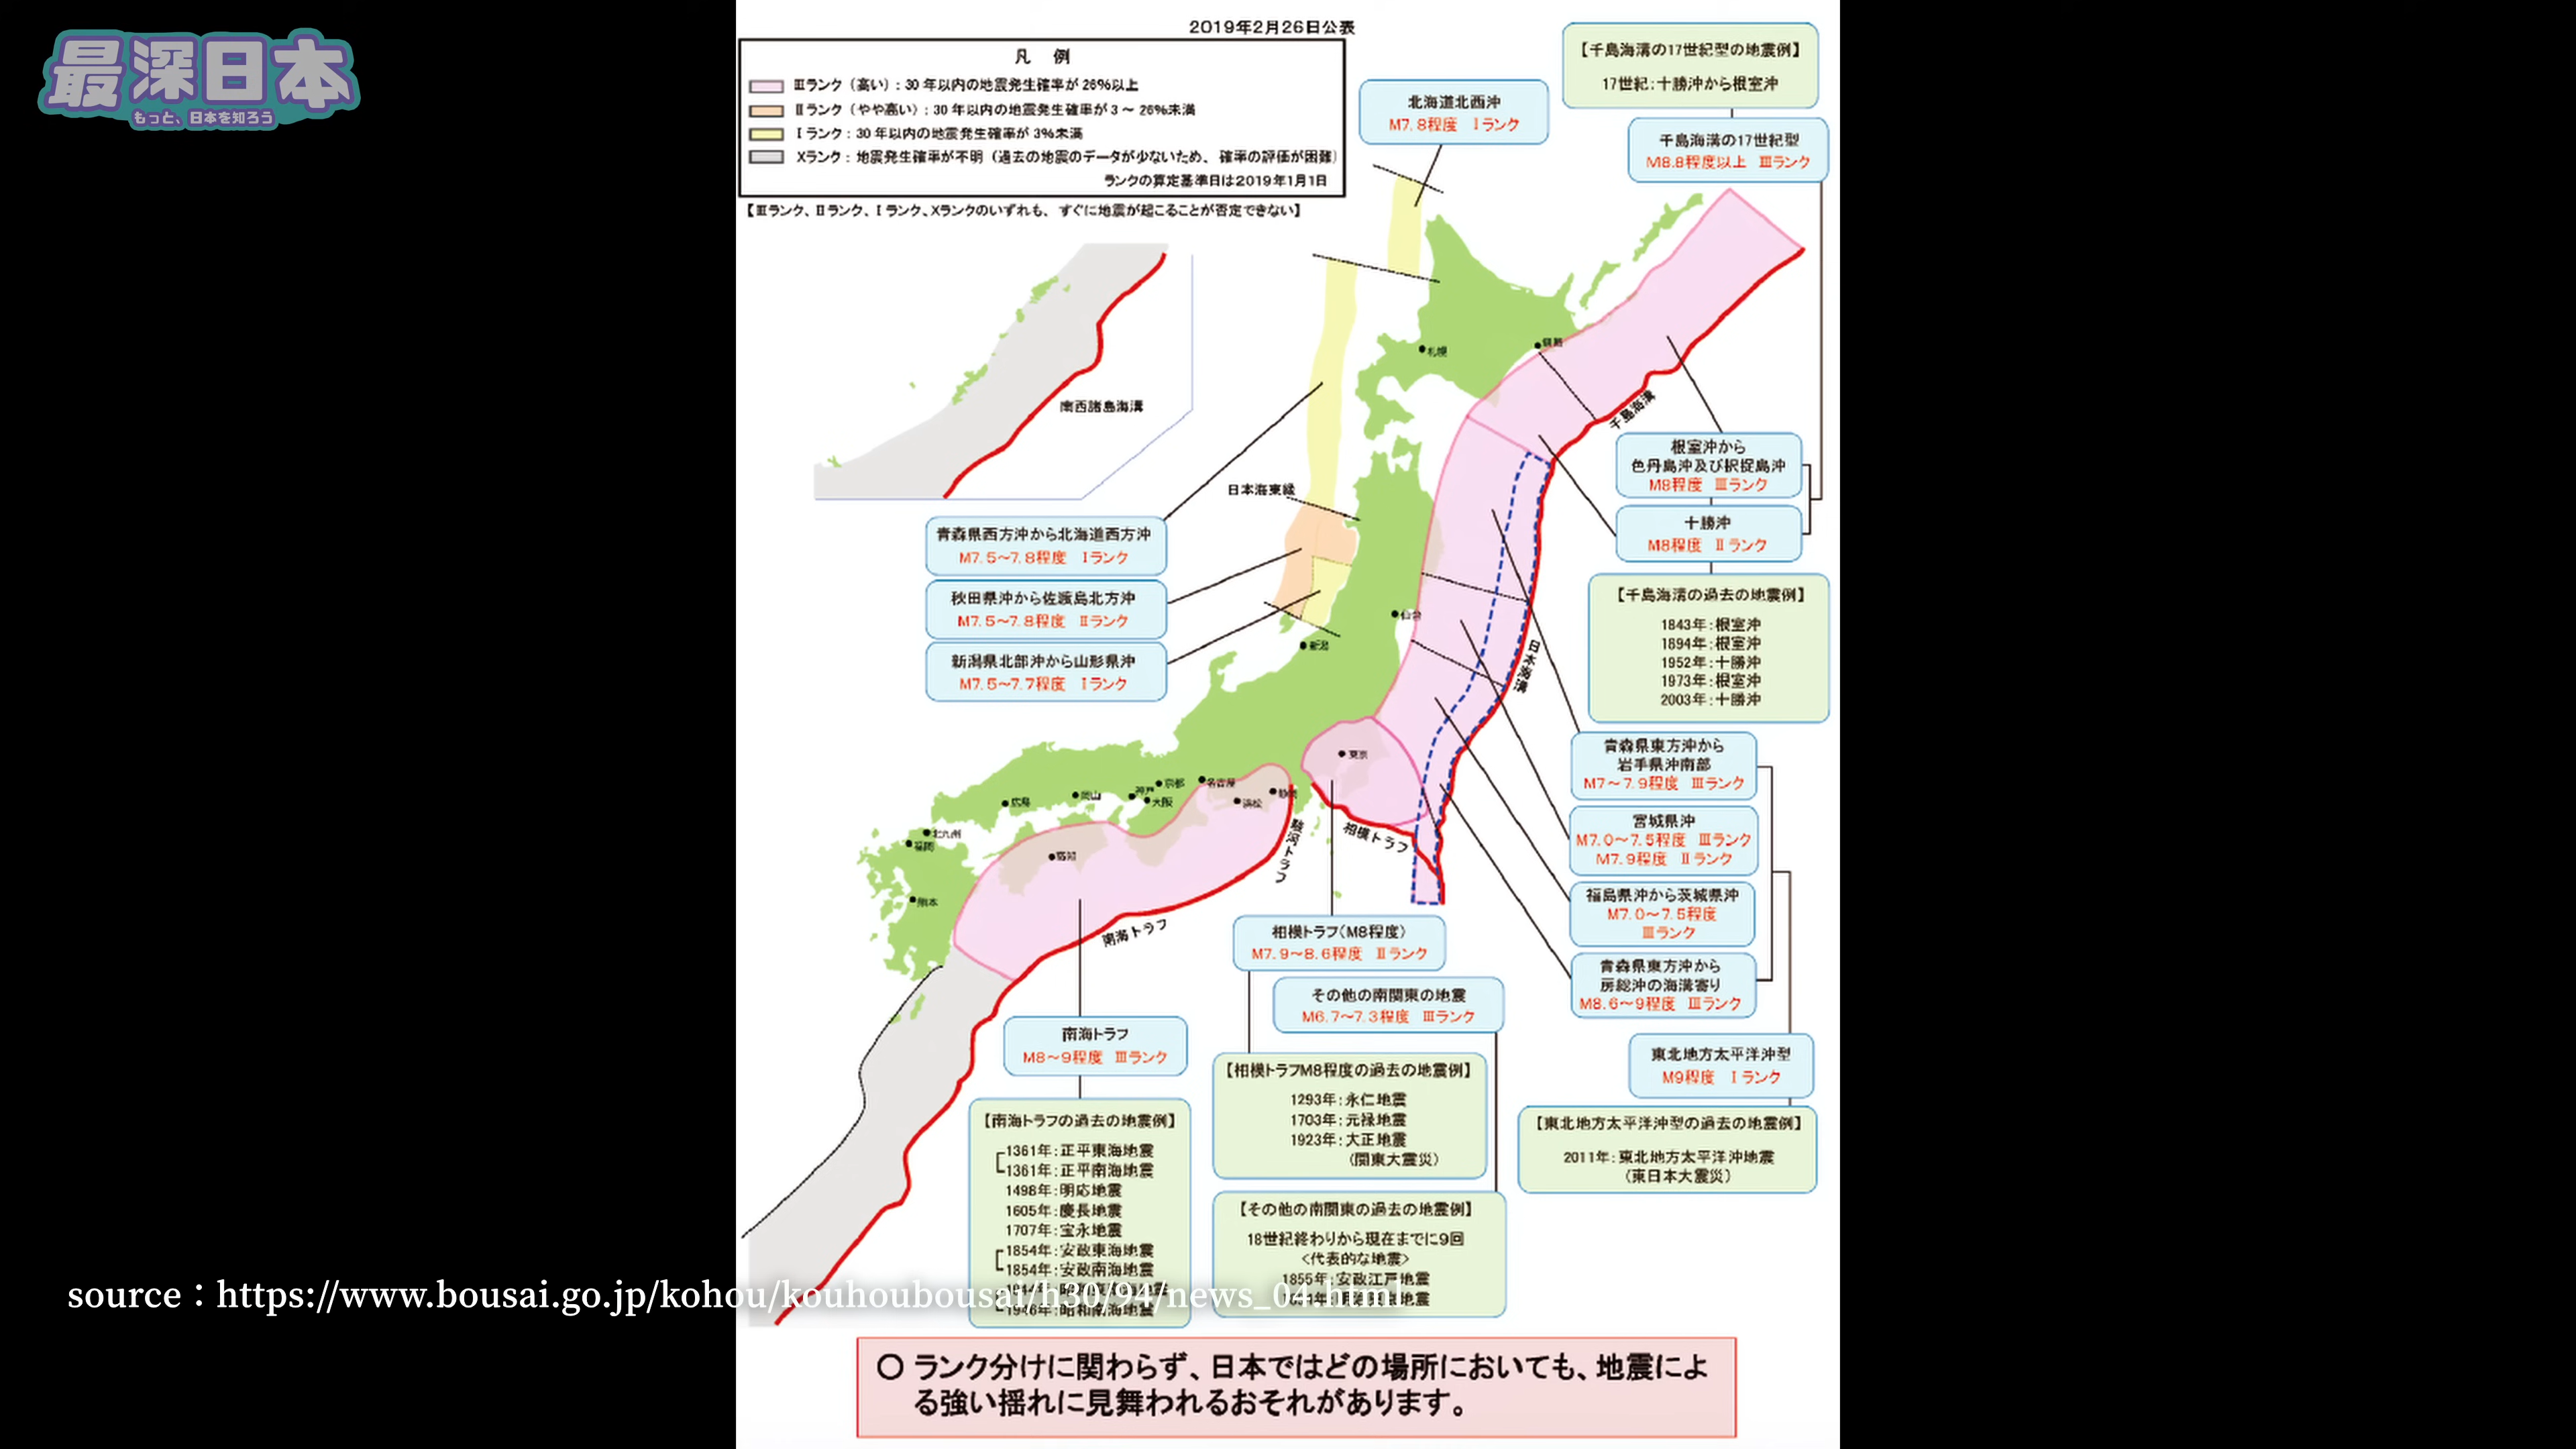 最深日本
もっと、日本を知ろう
2019年2月26日公表
凡 例
Ⅲランク（高い）：30年以内の地震発生確率が26%以上
Ⅱランク（やや高い）：30年以内の地震発生確率が3～26%未満
Ⅰランク：30年以内の地震発生確率が3%未満
Xランク：地震発生確率が不明（過去の地震のデータが少ないため、確率の評価が困難）
ランクの算定基準日は2019年1月1日
【Ⅲランク、Ⅱランク、Ⅰランク、Xランクのいずれも、すぐに地震が起こることが否定できない】
北海道北西沖
M7.8程度 Ⅰランク
【千島海溝の17世紀型の地震例】
17世紀：十勝沖から根室沖
千島海溝の17世紀型
M8.8程度以上 Ⅲランク
南西諸島海溝
札幌
釧路
千島海溝
根室沖から
色丹島沖及び択捉島沖
M8程度 Ⅲランク
十勝沖
M8程度 Ⅱランク
【千島海溝の過去の地震例】
1843年：根室沖
1894年：根室沖
1952年：十勝沖
1973年：根室沖
2003年：十勝沖
日本海東縁
青森県西方沖から北海道西方沖
M7.5～7.8程度 Ⅰランク
秋田県沖から佐渡島北方沖
M7.5～7.8程度 Ⅱランク
新潟県北部沖から山形県沖
M7.5～7.7程度 Ⅰランク
仙台
新潟
日本海溝
東京
名古屋
京都
神戸
大阪
浜松
静岡
岡山
広島
北九州
福岡
高知
熊本
駿河トラフ
相模トラフ
南海トラフ
青森県東方沖から
岩手県沖南部
M7～7.9程度 Ⅲランク
宮城県沖
M7.0～7.5程度 Ⅲランク
M7.9程度 Ⅱランク
福島県沖から茨城県沖
M7.0～7.5程度
Ⅲランク
青森県東方沖から
房総沖の海溝寄り
M8.6～9程度 Ⅲランク
東北地方太平洋沖型
M9程度 Ⅰランク
【東北地方太平洋沖型の過去の地震例】
2011年：東北地方太平洋沖地震
（東日本大震災）
相模トラフ（M8程度）
M7.9～8.6程度 Ⅱランク
その他の南関東の地震
M6.7～7.3程度 Ⅲランク
【相模トラフM8程度の過去の地震例】
1293年：永仁地震
1703年：元禄地震
1923年：大正地震
（関東大震災）
【その他の南関東の過去の地震例】
18世紀終わりから現在までに9回
<代表的な地震>
1855年：安政江戸地震
南海トラフ
M8～9程度 Ⅲランク
【南海トラフの過去の地震例】
1361年：正平東海地震
1361年：正平南海地震
1498年：明応地震
1605年：慶長地震
1707年：宝永地震
1854年：安政東海地震
1854年：安政南海地震
1946年：昭和南海地震
source：https://www.bousai.go.jp/kohou/kouhoubousai/h30/94/news_04.html
○ ランク分けに関わらず、日本ではどの場所においても、地震によ
る強い揺れに見舞われるおそれがあります。